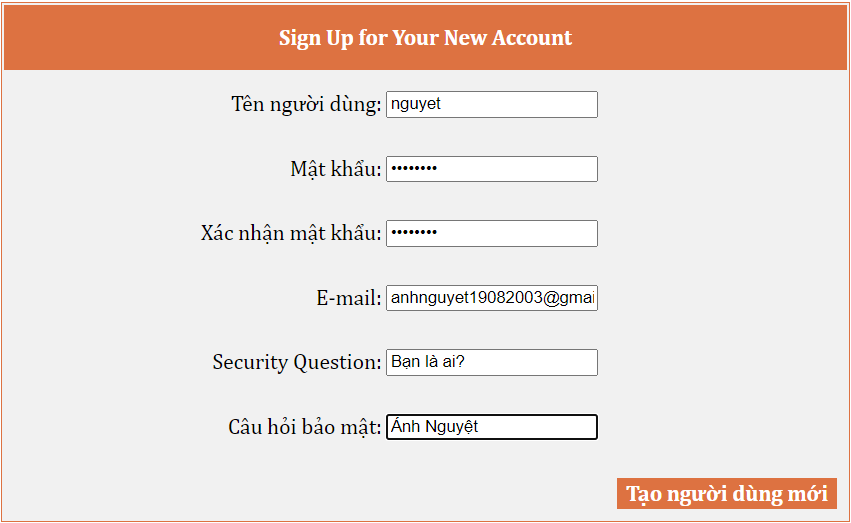 Sign Up for Your New Account
Tên người dùng: nguyet
Mật khẩu: ••••••••
Xác nhận mật khẩu: ••••••••
E-mail: anhnguyet19082003@gmai
Security Question: Bạn là ai?
Câu hỏi bảo mật: Ánh Nguyệt
Tạo người dùng mới